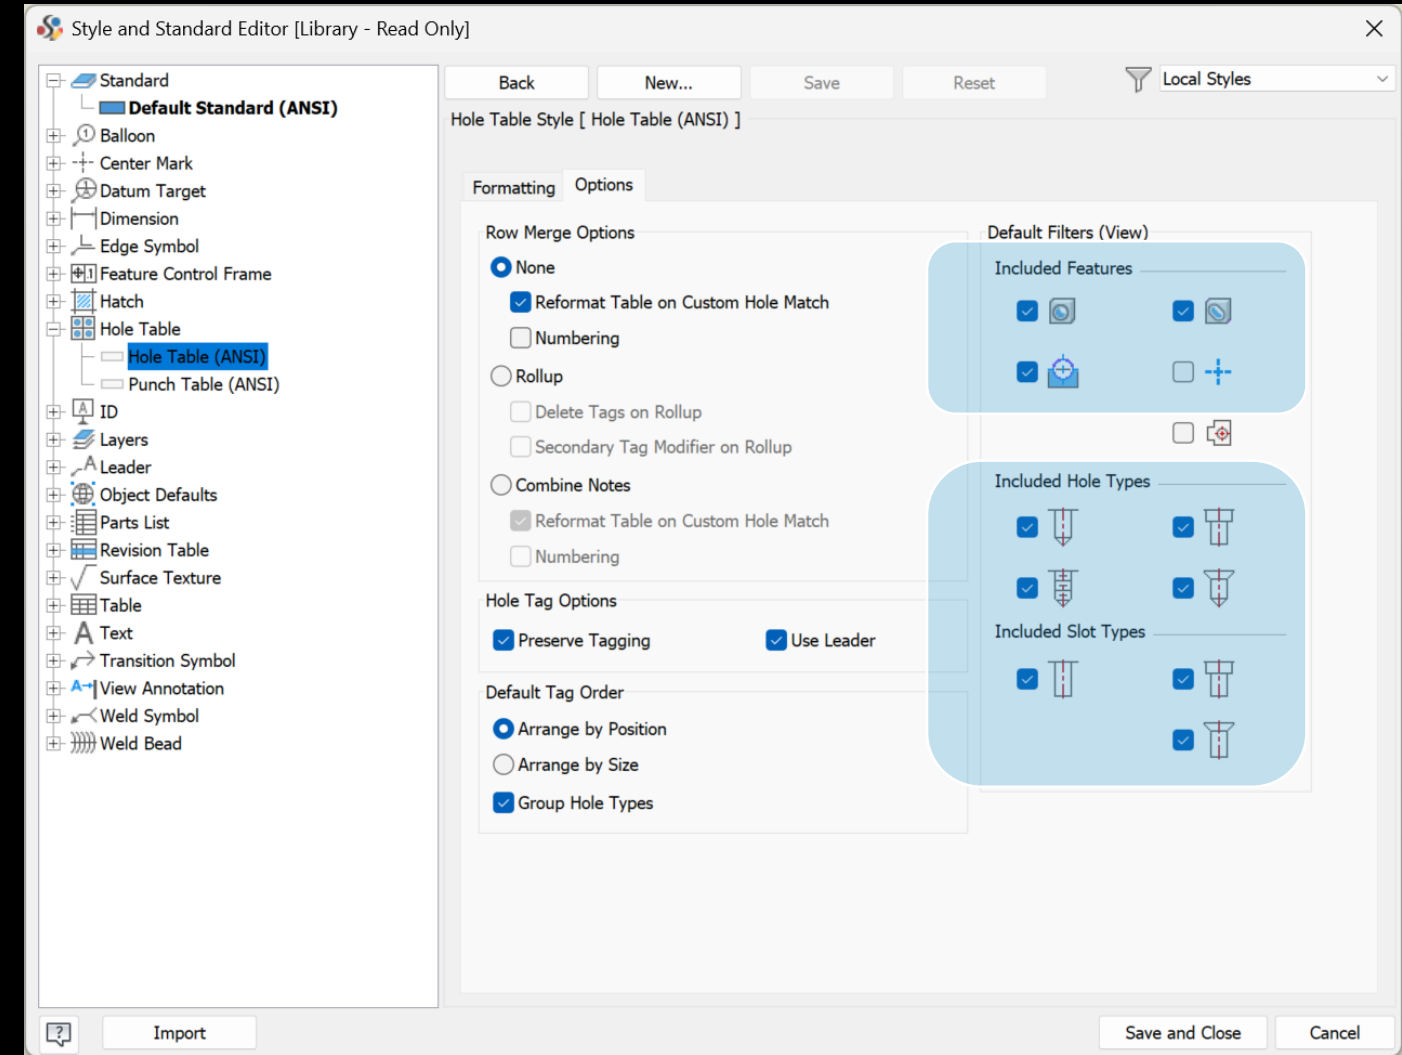 Style and Standard Editor [Library - Read Only]
Standard
Default Standard (ANSI)
Balloon
Center Mark
Datum Target
Dimension
Edge Symbol
Feature Control Frame
Hatch
Hole Table
Hole Table (ANSI)
Punch Table (ANSI)
ID
Layers
Leader
Object Defaults
Parts List
Revision Table
Surface Texture
Table
Text
Transition Symbol
View Annotation
Weld Symbol
Weld Bead
Back
New...
Save
Reset
Local Styles
Hole Table Style [ Hole Table (ANSI) ]
Formatting
Options
Row Merge Options
None
Reformat Table on Custom Hole Match
Numbering
Rollup
Delete Tags on Rollup
Secondary Tag Modifier on Rollup
Combine Notes
Reformat Table on Custom Hole Match
Numbering
Hole Tag Options
Preserve Tagging
Use Leader
Default Tag Order
Arrange by Position
Arrange by Size
Group Hole Types
Default Filters (View)
Included Features
Included Hole Types
Included Slot Types
Import
Save and Close
Cancel